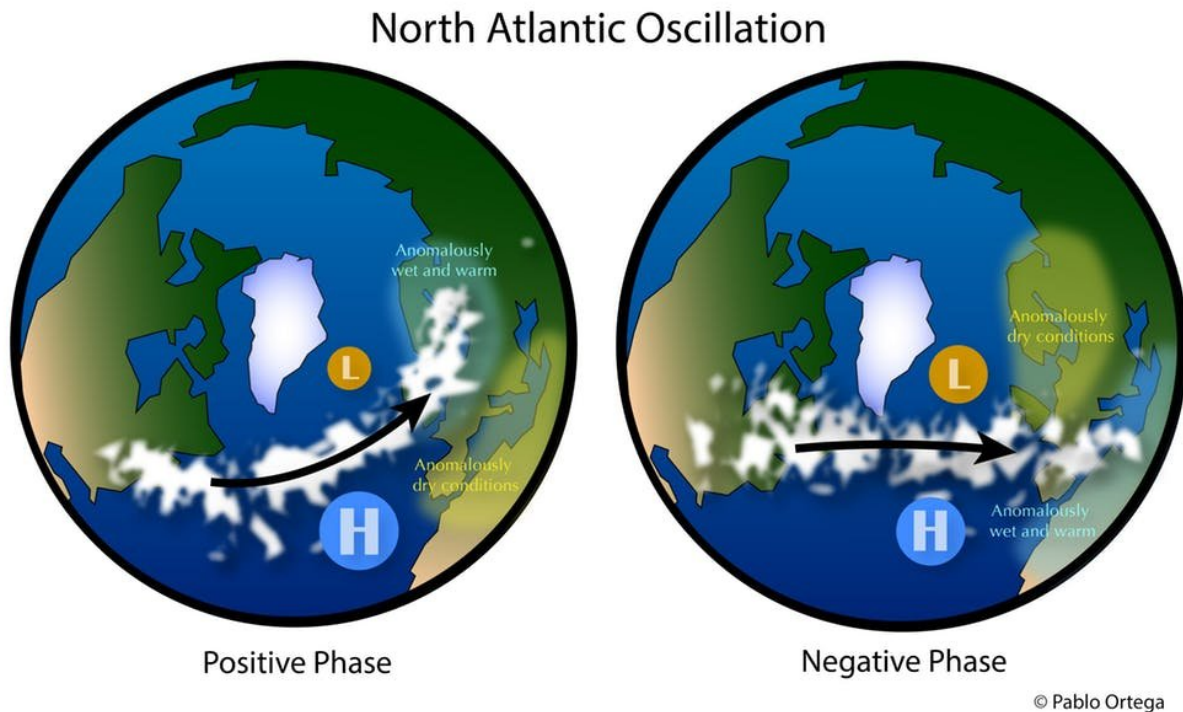 North Atlantic Oscillation
Anomalously
wet and warm
L
Anomalously
dry conditions
H
Positive Phase
Anomalously
dry conditions
L
Anomalously
wet and warm
H
Negative Phase
© Pablo Ortega